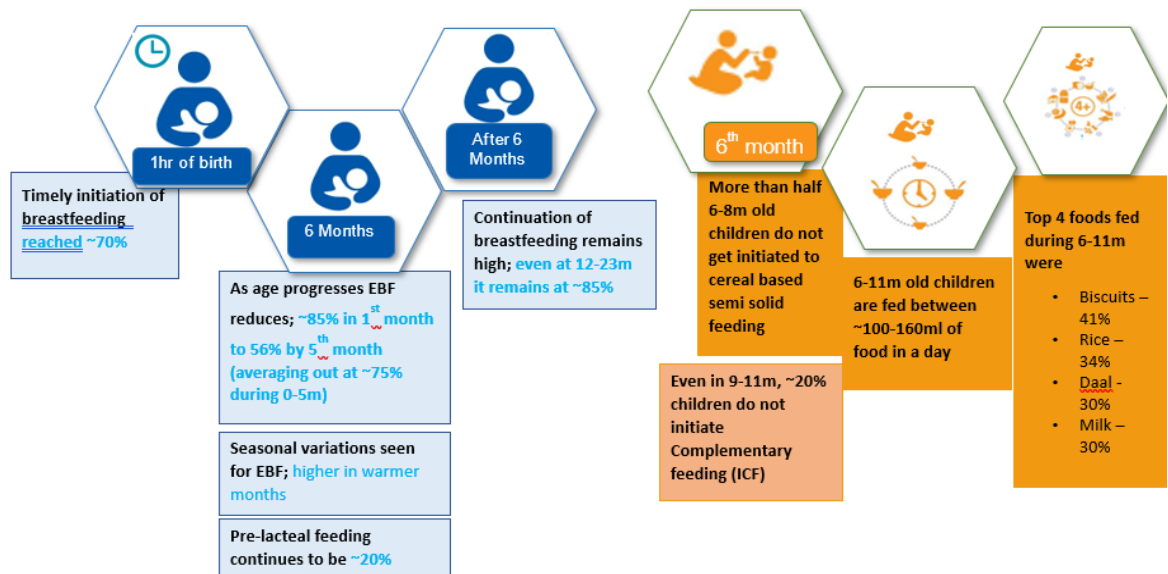 1hr of birth
Timely initiation of
breastfeeding
reached ~70%
6 Months
As age progresses EBF
reduces; ~85% in 1st month
to 56% by 5th month
(averaging out at ~75%
during 0-5m)
Seasonal variations seen
for EBF; higher in warmer
months
Pre-lacteal feeding
continues to be ~20%
After 6
Months
Continuation of
breastfeeding remains
high; even at 12-23m
it remains at ~85%
6th month
More than half
6-8m old
children do not
get initiated to
cereal based
semi solid
feeding
Even in 9-11m, ~20%
children do not
initiate
Complementary
feeding (ICF)
6-11m old children
are fed between
~100-160ml of
food in a day
4+
Top 4 foods fed
during 6-11m were
• Biscuits –
41%
• Rice –
34%
• Daal -
30%
• Milk –
30%